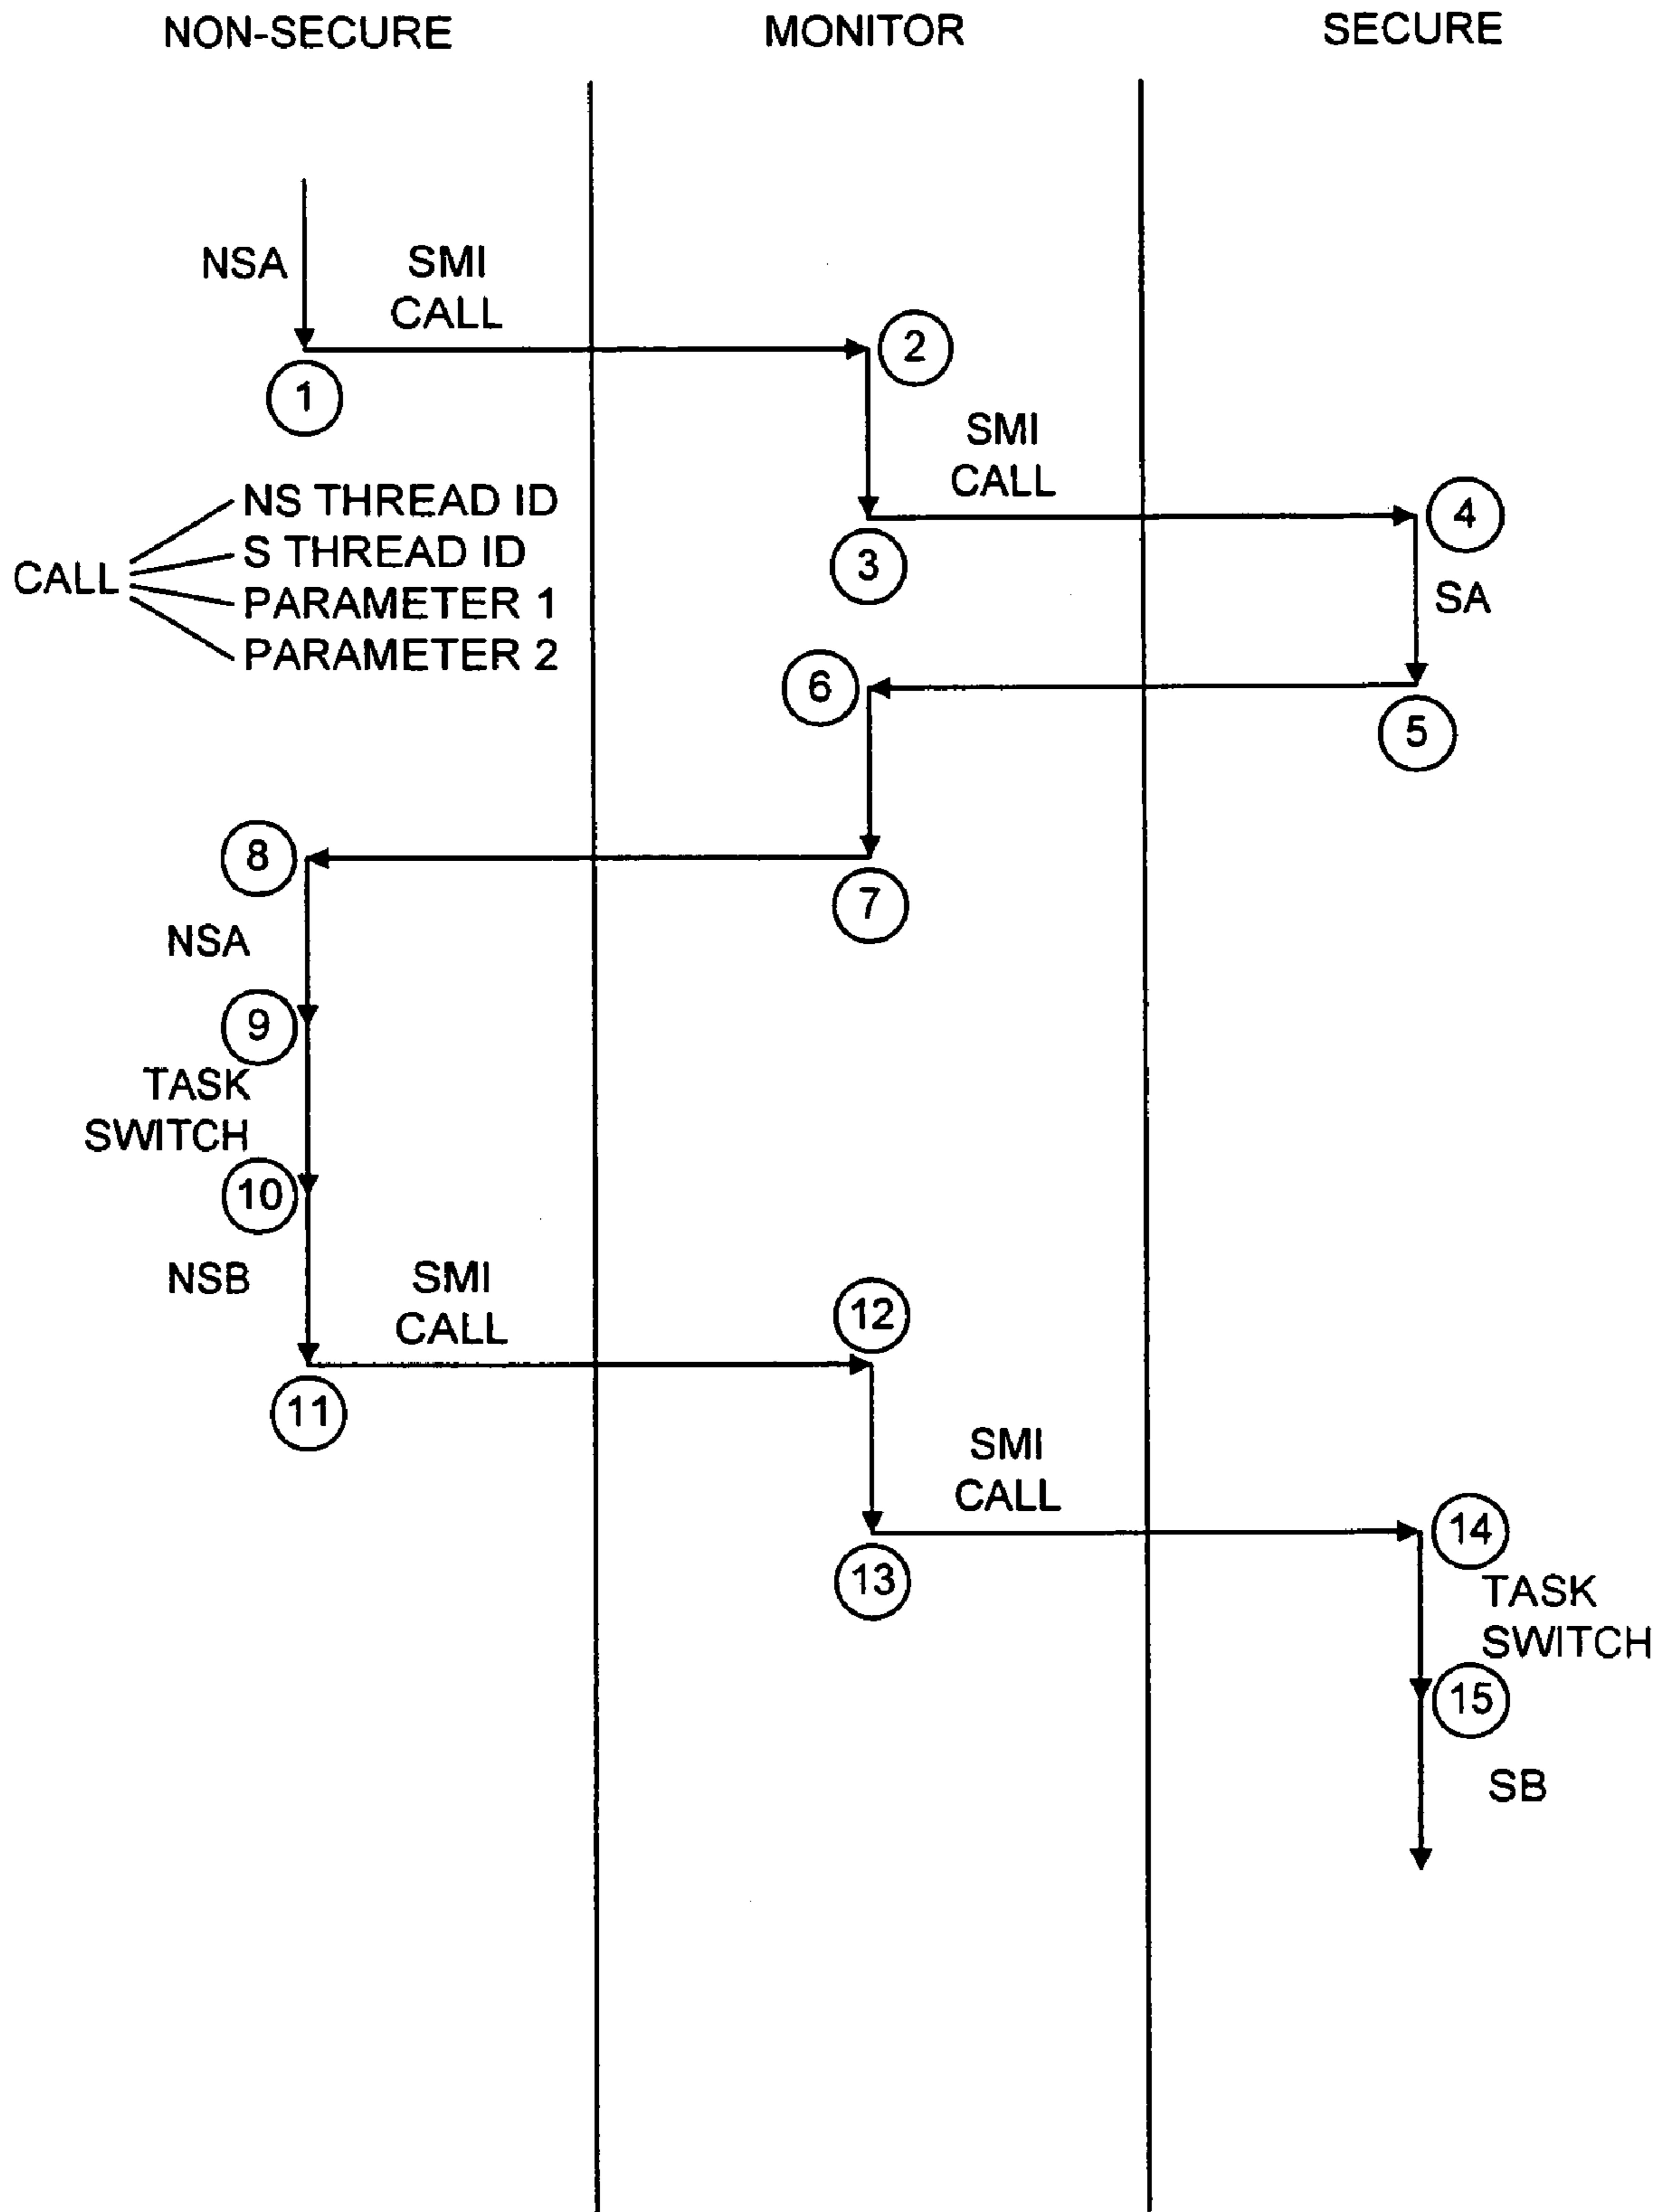 NON-SECURE
MONITOR
SECURE
NSA
SMI
CALL
2
1
SMI
CALL
4
NS THREAD ID
S THREAD ID
CALL
PARAMETER 1
PARAMETER 2
3
SA
6
5
8
7
NSA
9
TASK
SWITCH
10
NSB
SMI
CALL
12
11
SMI
CALL
14
13
TASK
SWITCH
15
SB